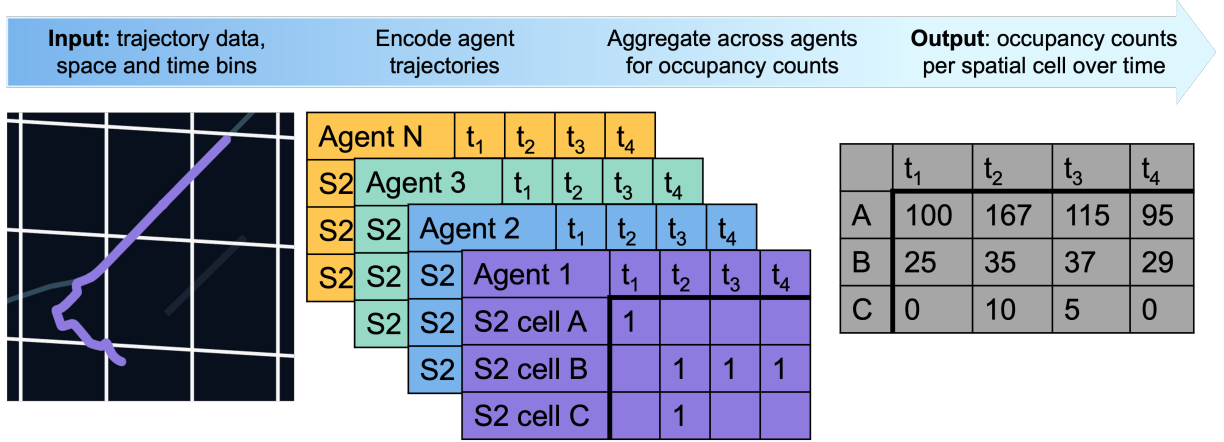 Input: trajectory data,
space and time bins
Encode agent
trajectories
Aggregate across agents
for occupancy counts
Output: occupancy counts
per spatial cell over time
Agent N t₁ t₂ t₃ t₄
S2
S2
S2
Agent 3 t₁ t₂ t₃ t₄
S2
S2
S2
Agent 2 t₁ t₂ t₃ t₄
S2
S2
S2
Agent 1 t₁ t₂ t₃ t₄
S2 cell A 1
S2 cell B 1 1 1
S2 cell C 1
t₁ t₂ t₃ t₄
A 100 167 115 95
B 25 35 37 29
C 0 10 5 0